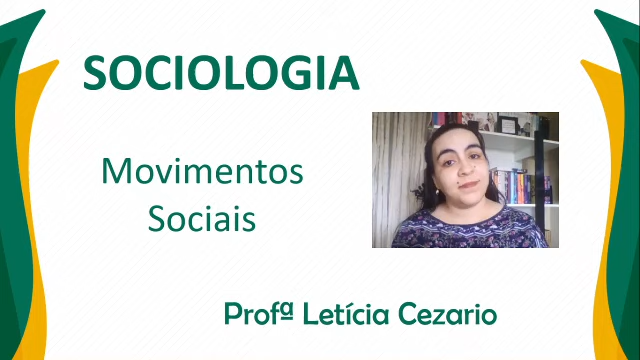 SOCIOLOGIA
Movimentos
Sociais
Profª Letícia Cezario